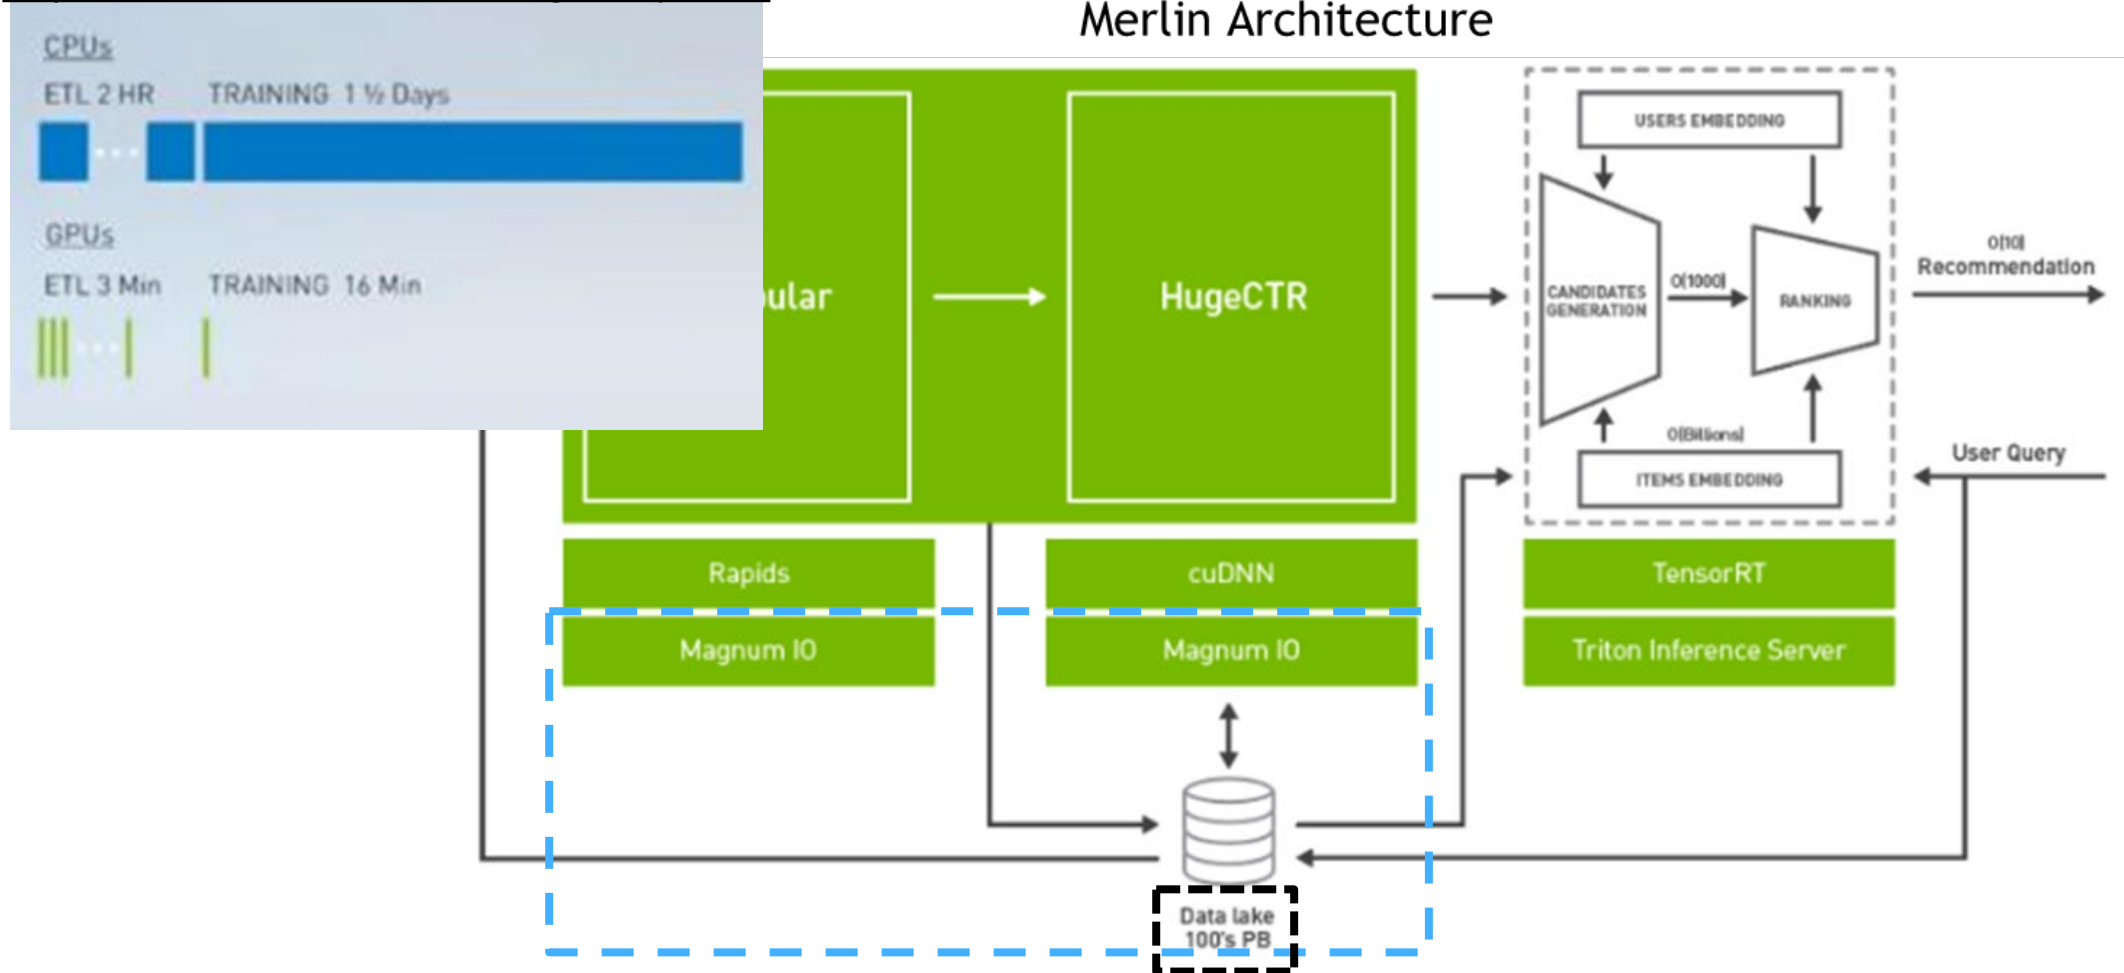 Merlin Architecture
CPUs
ETL 2 HR TRAINING 1 ½ Days
GPUs
ETL 3 Min TRAINING 16 Min
ular
HugeCTR
USERS EMBEDDING
CANDIDATES
GENERATION
O(1000)
RANKING
O(Billions)
ITEMS EMBEDDING
O(10)
Recommendation
User Query
Rapids
cuDNN
TensorRT
Magnum IO
Magnum IO
Triton Inference Server
Data lake
100's PB